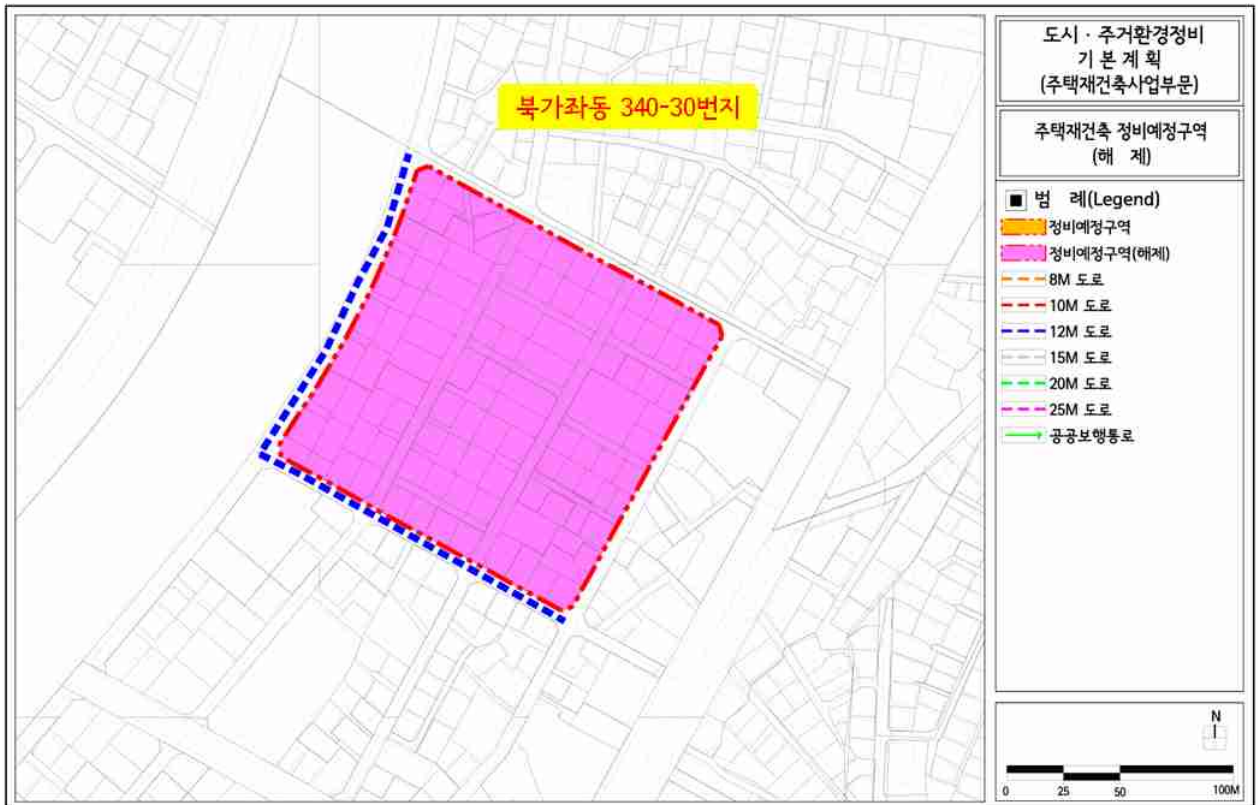 북가좌동 340-30번지
도시 · 주거환경정비
기 본 계 획
(주택재건축사업부문)
주택재건축 정비예정구역
(해 제)
범 례(Legend)
정비예정구역
정비예정구역(해제)
8M 도로
10M 도로
12M 도로
15M 도로
20M 도로
25M 도로
공공보행통로
N
0 25 50 100M